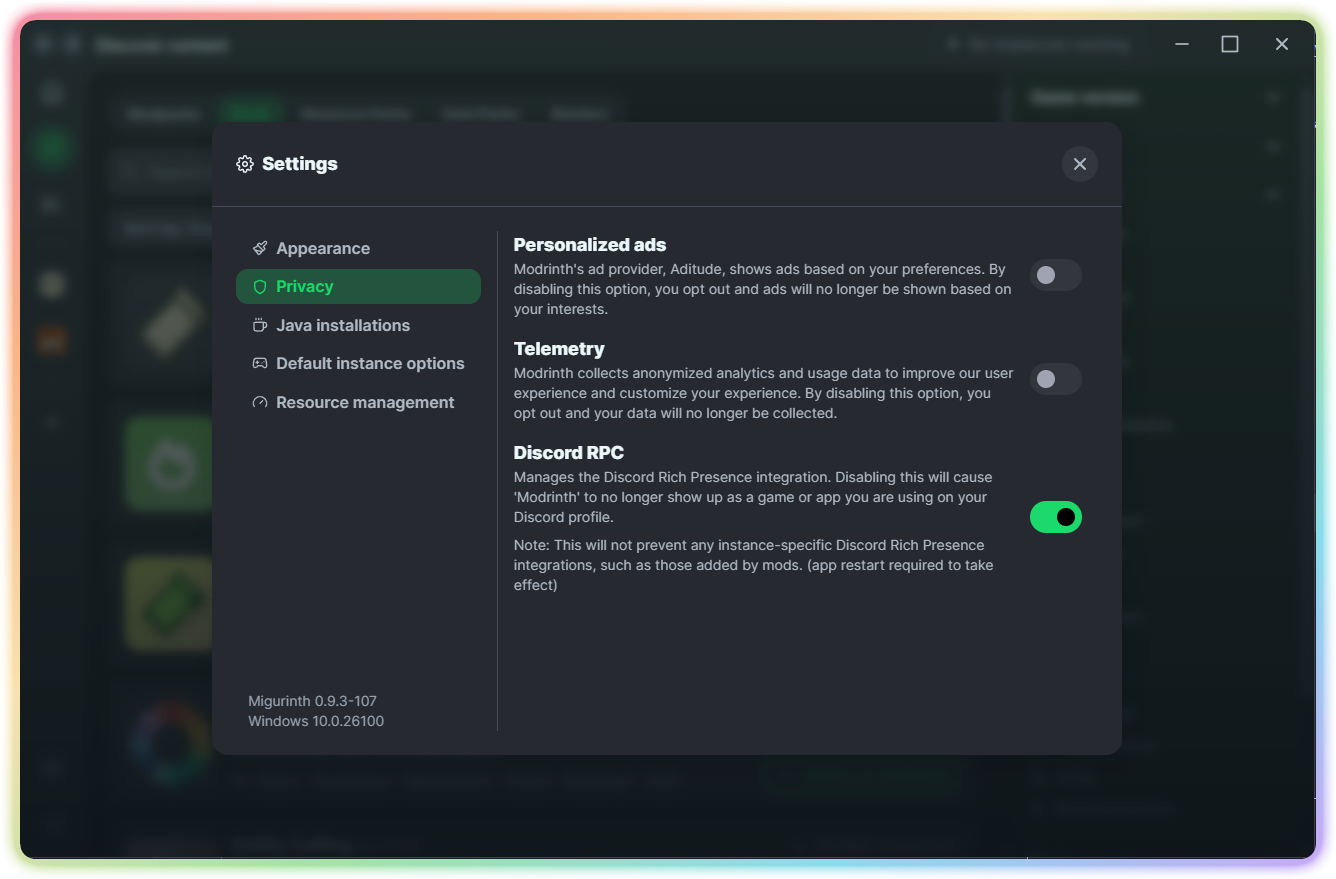 Discover content
Game version
Settings
Appearance
Privacy
Java installations
Default instance options
Resource management
Migurinth 0.9.3-107
Windows 10.0.26100
Personalized ads
Modrinth's ad provider, Aditude, shows ads based on your preferences. By
disabling this option, you opt out and ads will no longer be shown based on
your interests.
Telemetry
Modrinth collects anonymized analytics and usage data to improve our user
experience and customize your experience. By disabling this option, you
opt out and your data will no longer be collected.
Discord RPC
Manages the Discord Rich Presence integration. Disabling this will cause
'Modrinth' to no longer show up as a game or app you are using on your
Discord profile.
Note: This will not prevent any instance-specific Discord Rich Presence
integrations, such as those added by mods. (app restart required to take
effect)